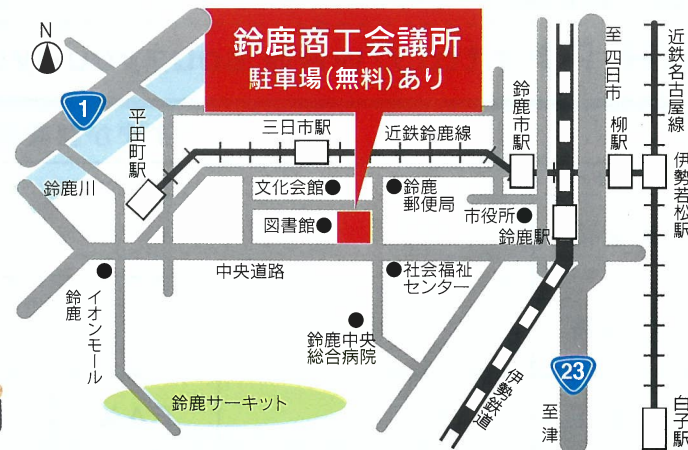 鈴鹿商工会議所
駐車場(無料)あり
N
1
平田町駅
三日市駅
近鉄鈴鹿線
鈴鹿市駅
至四日市
柳駅
近鉄名古屋線
伊勢若松駅
鈴鹿川
文化会館
鈴鹿
郵便局
図書館
市役所
鈴鹿駅
中央道路
社会福祉
センター
イオンモール
鈴鹿
鈴鹿中央
総合病院
鈴鹿サーキット
伊勢鉄道
23
至津
白子駅